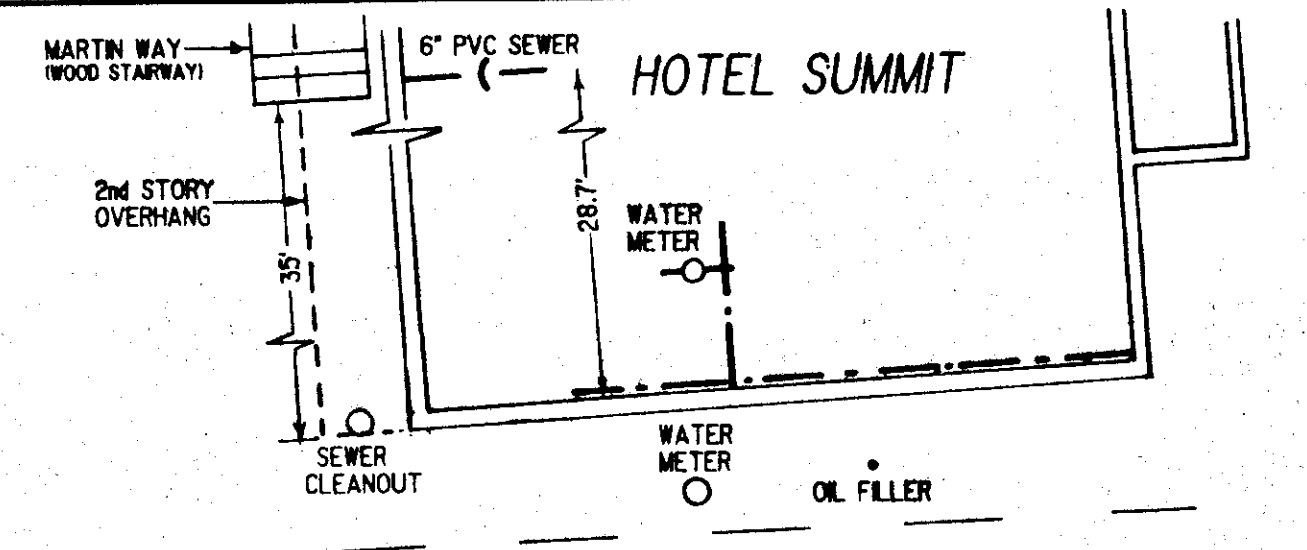 MARTIN WAY
(WOOD STAIRWAY)
6" PVC SEWER
HOTEL SUMMIT
2nd STORY
OVERHANG
28.7'
35'
WATER
METER
SEWER
CLEANOUT
WATER
METER
OIL FILLER